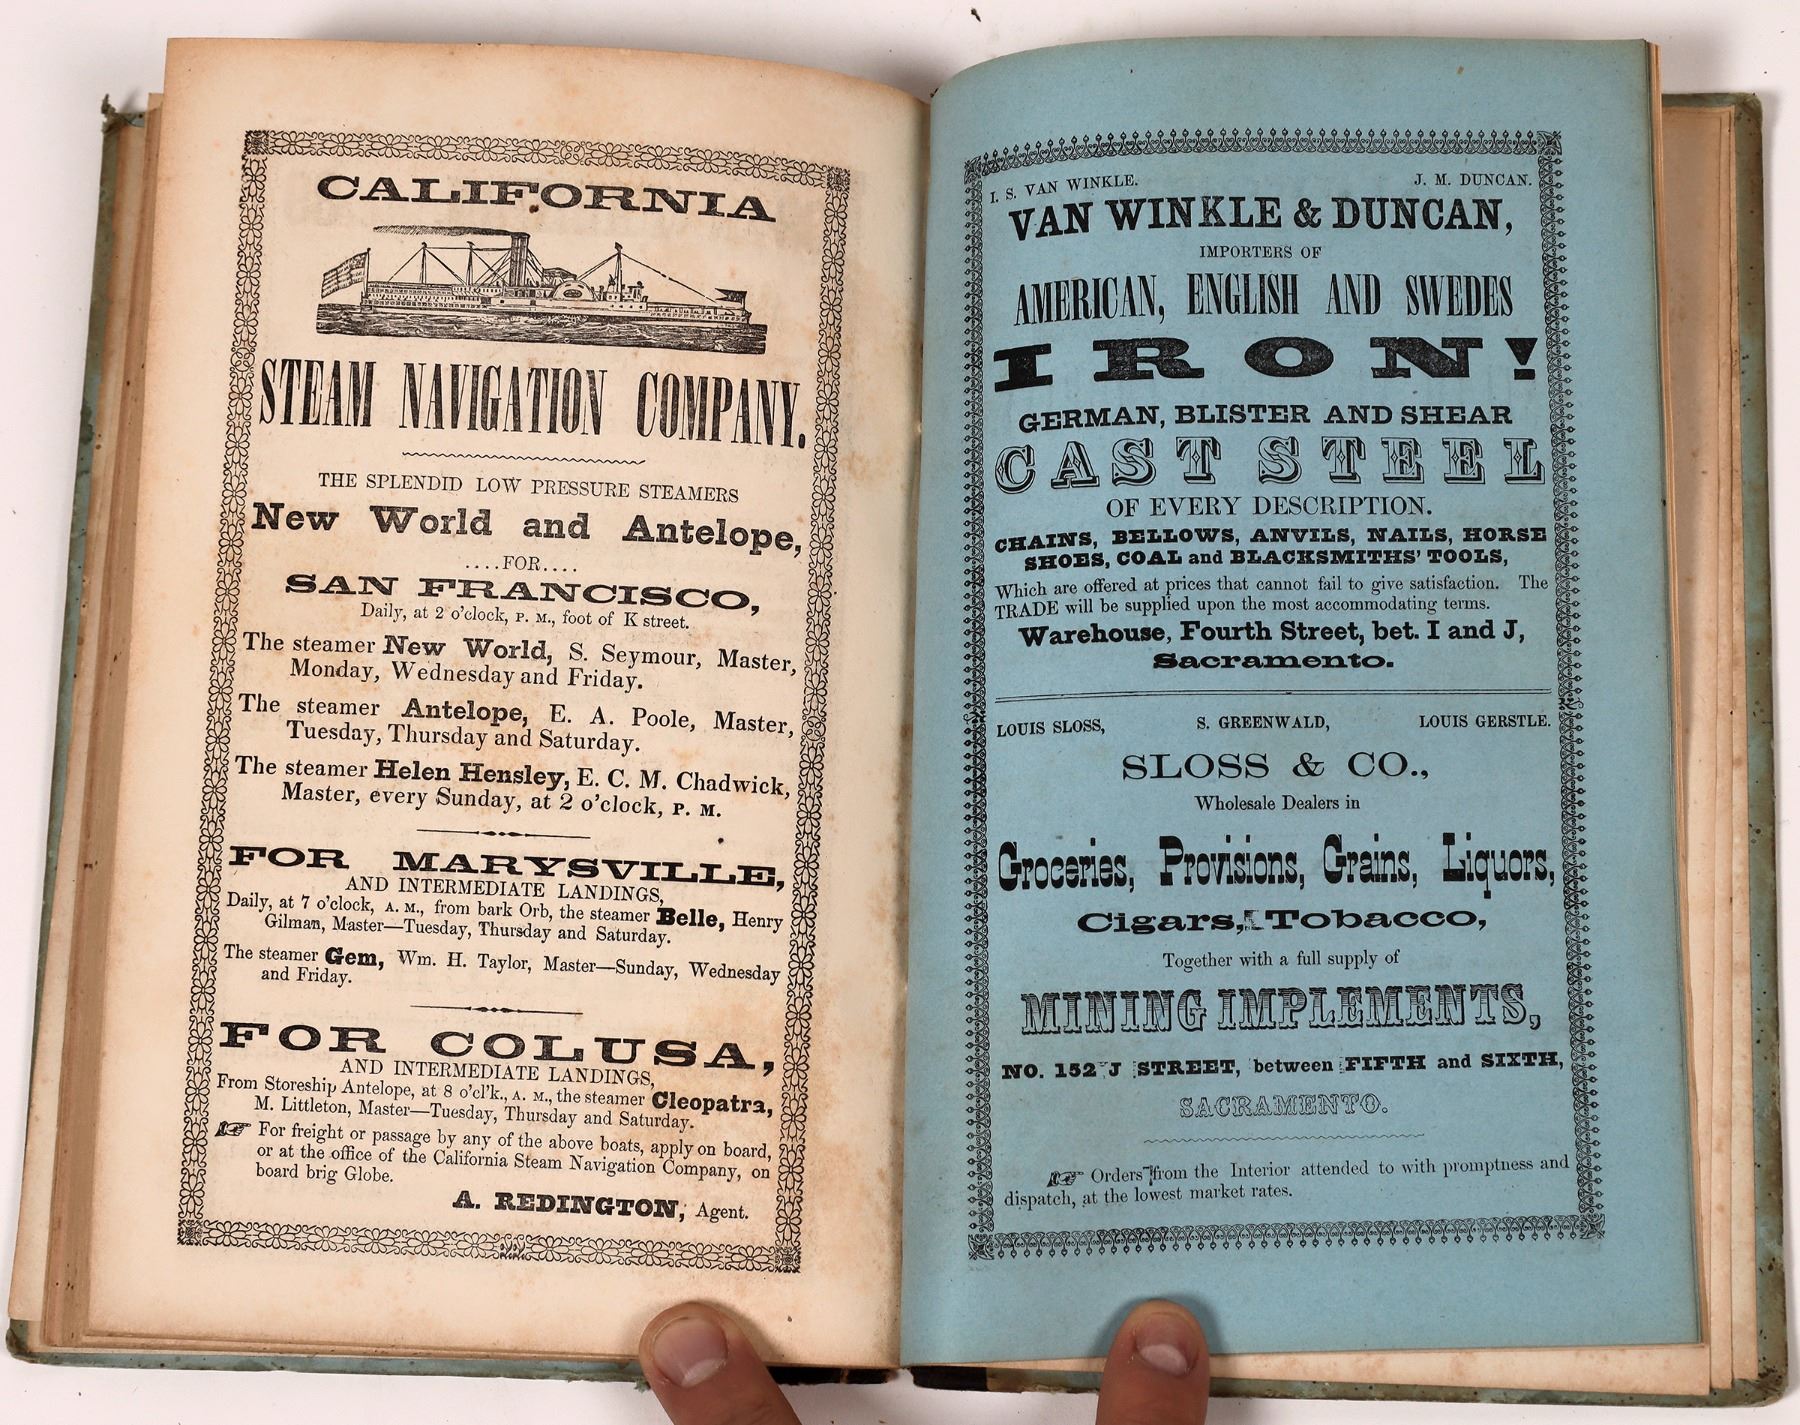 CALIFORNIA
STEAM NAVIGATION COMPANY.
THE SPLENDID LOW PRESSURE STEAMERS
New World and Antelope,
....FOR....
SAN FRANCISCO,
Daily, at 2 o'clock, P. M., foot of K street.
The steamer New World, S. Seymour, Master,
Monday, Wednesday and Friday.
The steamer Antelope, E. A. Poole, Master,
Tuesday, Thursday and Saturday.
The steamer Helen Hensley, E. C. M. Chadwick,
Master, every Sunday, at 2 o'clock, P. M.
FOR MARYSVILLE,
AND INTERMEDIATE LANDINGS,
Daily, at 7 o'clock, A. M., from bark Orb, the steamer Belle, Henry
Gilman, Master—Tuesday, Thursday and Saturday.
The steamer Gem, Wm. H. Taylor, Master—Sunday, Wednesday
and Friday.
FOR COLUSA,
AND INTERMEDIATE LANDINGS,
From Storeship Antelope, at 8 o'cl'k., A. M., the steamer Cleopatra,
M. Littleton, Master—Tuesday, Thursday and Saturday.
☞ For freight or passage by any of the above boats, apply on board,
or at the office of the California Steam Navigation Company, on
board brig Globe.
A. REDINGTON, Agent.
I. S. VAN WINKLE. J. M. DUNCAN.
VAN WINKLE & DUNCAN,
IMPORTERS OF
AMERICAN, ENGLISH AND SWEDES
IRON!
GERMAN, BLISTER AND SHEAR
CAST STEEL
OF EVERY DESCRIPTION.
CHAINS, BELLOWS, ANVILS, NAILS, HORSE
SHOES, COAL and BLACKSMITHS' TOOLS,
Which are offered at prices that cannot fail to give satisfaction. The
TRADE will be supplied upon the most accommodating terms.
Warehouse, Fourth Street, bet. I and J,
Sacramento.
LOUIS SLOSS, S. GREENWALD, LOUIS GERSTLE.
SLOSS & CO.,
Wholesale Dealers in
Groceries, Provisions, Grains, Liquors,
Cigars, Tobacco,
Together with a full supply of
MINING IMPLEMENTS,
NO. 152 J STREET, between FIFTH and SIXTH,
SACRAMENTO.
☞ Orders from the Interior attended to with promptness and
dispatch, at the lowest market rates.